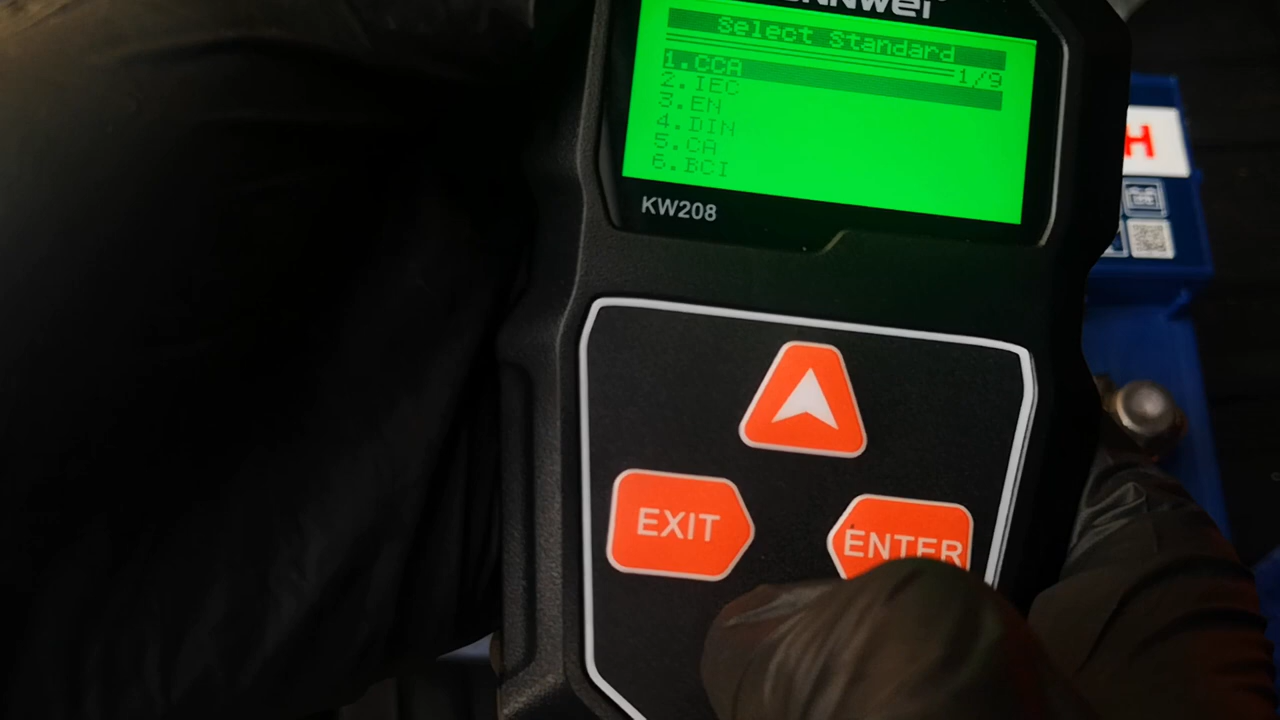 Select Standard
1.CCA
1/9
2.IEC
3.EN
4.DIN
5.CA
6.BCI
KW208
EXIT
ENTER